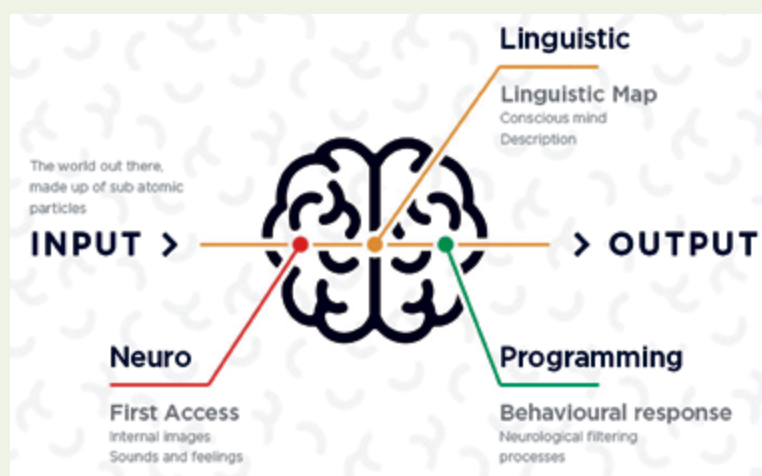 Linguistic
Linguistic Map
Conscious mind
Description
The world out there,
made up of sub atomic
particles
INPUT >
> OUTPUT
Neuro
First Access
Internal images
Sounds and feelings
Programming
Behavioural response
Neurological filtering
processes